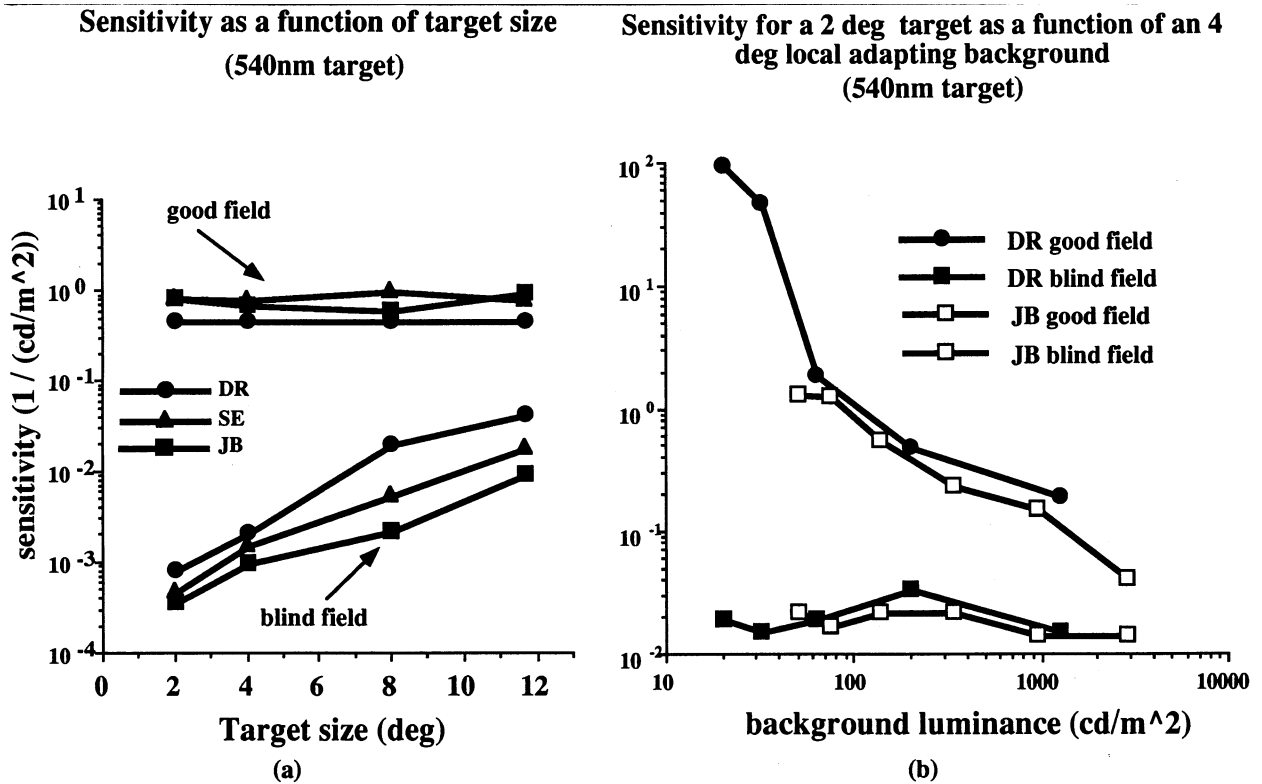 Sensitivity as a function of target size
(540nm target)
10 1
10 0
10 -1
10 -2
10 -3
10 -4
sensitivity (1 / (cd/m^2))
good field
DR
SE
JB
blind field
0 2 4 6 8 10 12
Target size (deg)
(a)
Sensitivity for a 2 deg target as a function of an 4
deg local adapting background
(540nm target)
10 2
10 1
10 0
10 -1
10 -2
DR good field
DR blind field
JB good field
JB blind field
10 100 1000 10000
background luminance (cd/m^2)
(b)